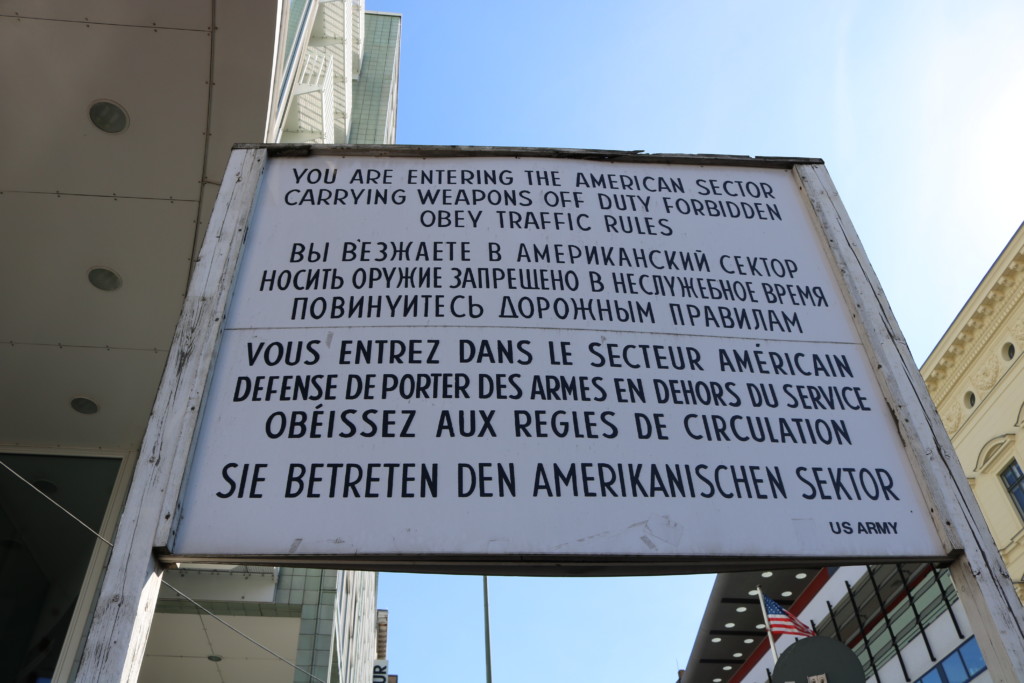 YOU ARE ENTERING THE AMERICAN SECTOR
CARRYING WEAPONS OFF DUTY FORBIDDEN
OBEY TRAFFIC RULES
ВЫ ВЪЕЗЖАЕТЕ В АМЕРИКАНСКИЙ СЕКТОР
НОСИТЬ ОРУЖИЕ ЗАПРЕЩЕНО В НЕСЛУЖЕБНОЕ ВРЕМЯ
ПОВИНУИТЕСЬ ДОРОЖНЫМ ПРАВИЛАМ
VOUS ENTREZ DANS LE SECTEUR AMÉRICAIN
DEFENSE DE PORTER DES ARMES EN DEHORS DU SERVICE
OBÉISSEZ AUX REGLES DE CIRCULATION
SIE BETRETEN DEN AMERIKANISCHEN SEKTOR
US ARMY